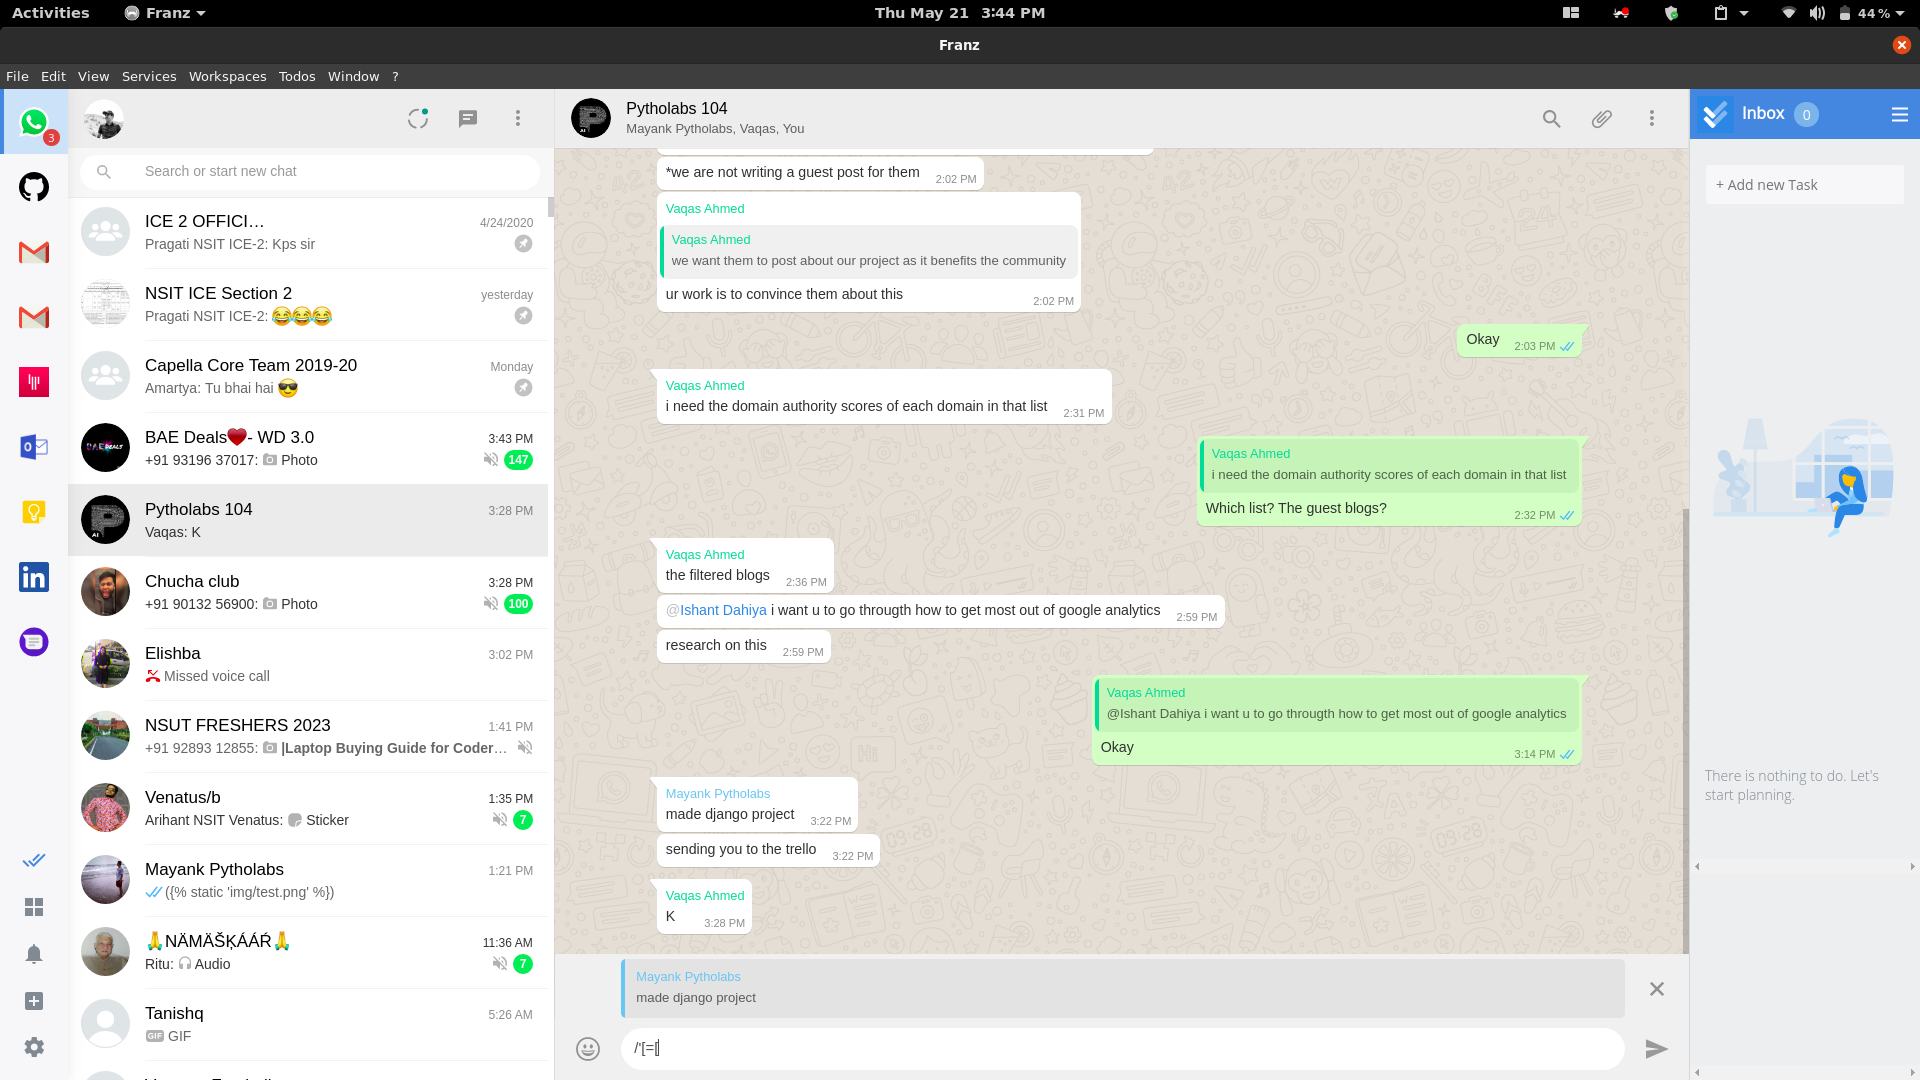 Activities
Franz
Thu May 21 3:44 PM
44 %
Franz
File Edit View Services Workspaces Todos Window ?
3
Search or start new chat
ICE 2 OFFICI…
4/24/2020
Pragati NSIT ICE-2: Kps sir
NSIT ICE Section 2
yesterday
Pragati NSIT ICE-2: 😂😂😂
Capella Core Team 2019-20
Monday
Amartya: Tu bhai hai 😎
BAE Deals❤️- WD 3.0
3:43 PM
+91 93196 37017: Photo
147
Pytholabs 104
3:28 PM
Vaqas: K
Chucha club
3:28 PM
+91 90132 56900: Photo
100
Elishba
3:02 PM
Missed voice call
NSUT FRESHERS 2023
1:41 PM
+91 92893 12855: |Laptop Buying Guide for Coder…
Venatus/b
1:35 PM
Arihant NSIT Venatus: Sticker
7
Mayank Pytholabs
1:21 PM
({% static 'img/test.png' %})
🙏NÄMÄŠĶÁÁŔ🙏
11:36 AM
Ritu: Audio
7
Tanishq
5:26 AM
GIF GIF
Pytholabs 104
Mayank Pytholabs, Vaqas, You
*we are not writing a guest post for them
2:02 PM
Vaqas Ahmed
Vaqas Ahmed
we want them to post about our project as it benefits the community
ur work is to convince them about this
2:02 PM
Okay
2:03 PM
Vaqas Ahmed
i need the domain authority scores of each domain in that list
2:31 PM
Vaqas Ahmed
i need the domain authority scores of each domain in that list
Which list? The guest blogs?
2:32 PM
Vaqas Ahmed
the filtered blogs
2:36 PM
@Ishant Dahiya i want u to go througth how to get most out of google analytics
2:59 PM
research on this
2:59 PM
Vaqas Ahmed
@Ishant Dahiya i want u to go througth how to get most out of google analytics
Okay
3:14 PM
Mayank Pytholabs
made django project
3:22 PM
sending you to the trello
3:22 PM
Vaqas Ahmed
K
3:28 PM
Mayank Pytholabs
made django project
/'[=[
Inbox 0
+ Add new Task
There is nothing to do. Let's
start planning.